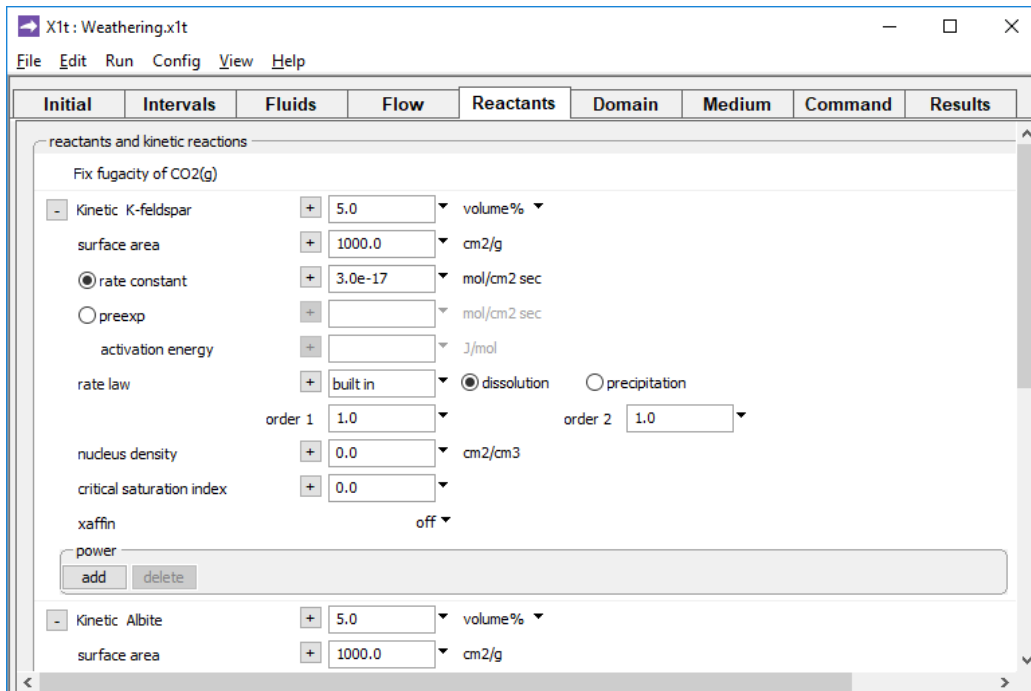 X1t : Weathering.x1t
File Edit Run Config View Help
Initial Intervals Fluids Flow Reactants Domain Medium Command Results
reactants and kinetic reactions
Fix fugacity of CO2(g)
- Kinetic K-feldspar + 5.0 volume%
surface area + 1000.0 cm2/g
rate constant + 3.0e-17 mol/cm2 sec
preexp + mol/cm2 sec
activation energy + J/mol
rate law + built in dissolution precipitation
order 1 1.0 order 2 1.0
nucleus density + 0.0 cm2/cm3
critical saturation index + 0.0
xaffin off
power
add delete
- Kinetic Albite + 5.0 volume%
surface area + 1000.0 cm2/g